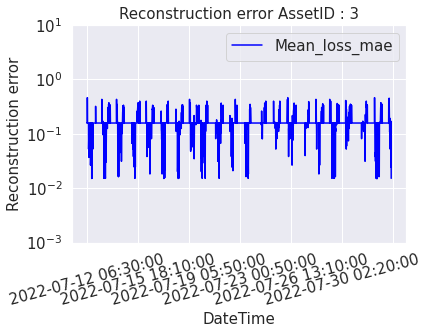 Reconstruction error AssetID : 3
10¹
Mean_loss_mae
10⁰
10⁻¹
10⁻²
10⁻³
Reconstruction error
2022-07-12 06:30:00
2022-07-15 18:10:00
2022-07-19 05:50:00
2022-07-23 00:50:00
2022-07-26 13:10:00
2022-07-30 02:20:00
DateTime